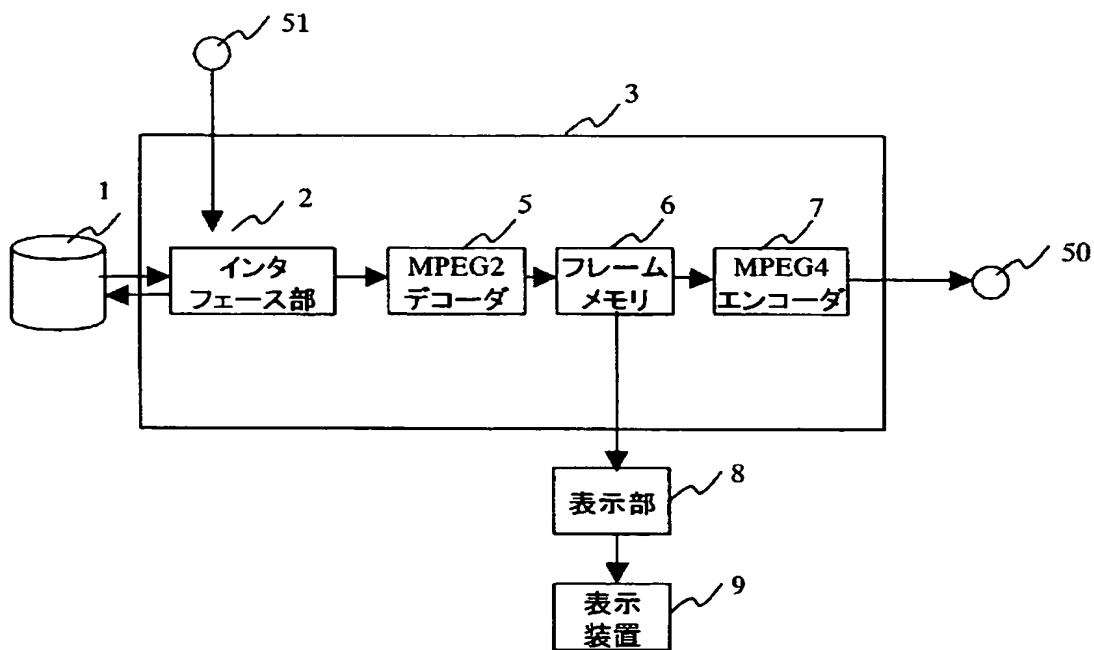 51
3
1
2
5
6
7
50
インタ
フェース部
MPEG2
デコーダ
フレーム
メモリ
MPEG4
エンコーダ
8
表示部
9
表示
装置